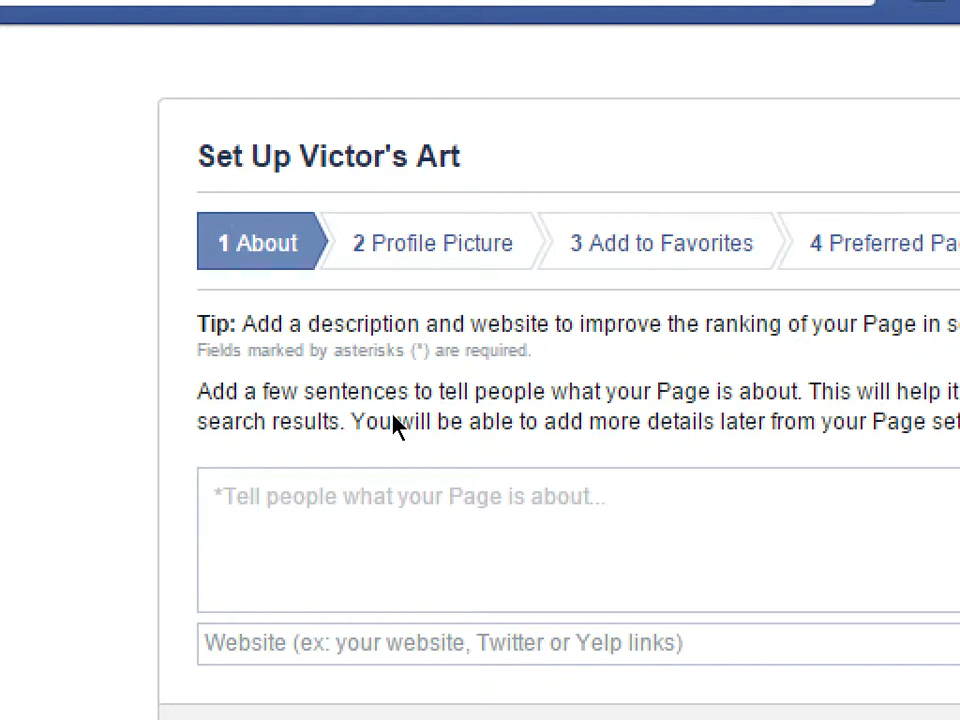 Set Up Victor's Art
1 About 2 Profile Picture 3 Add to Favorites 4 Preferred
Tip: Add a description and website to improve the ranking of your Page in
Fields marked by asterisks (*) are required.
Add a few sentences to tell people what your Page is about. This will help it
search results. You will be able to add more details later from your Page
*Tell people what your Page is about...
Website (ex: your website, Twitter or Yelp links)